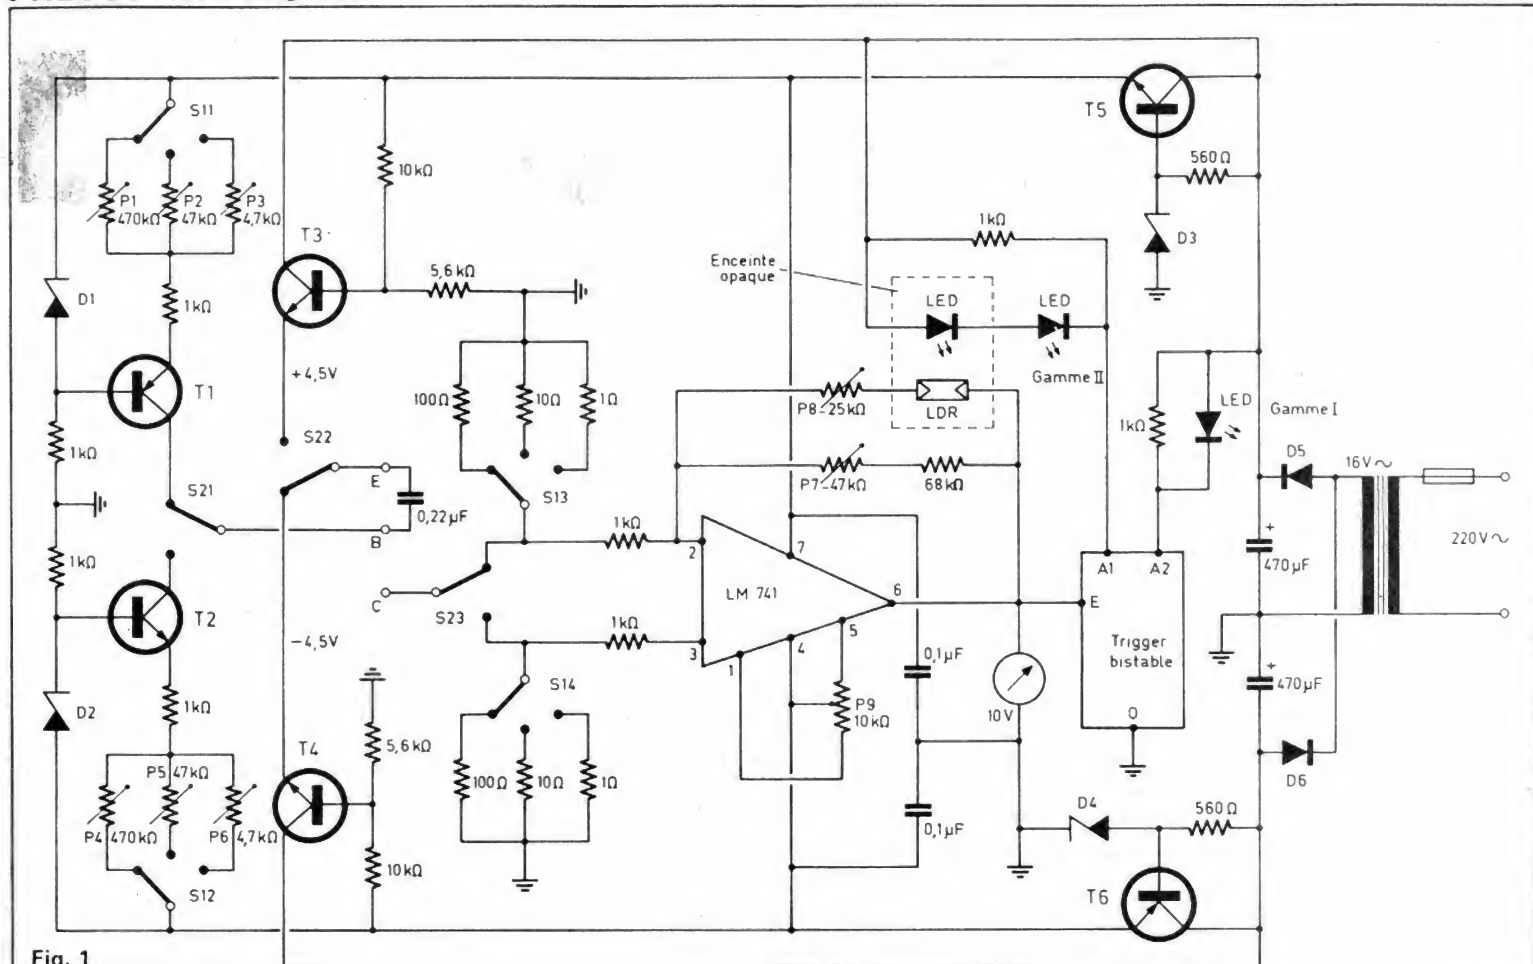 S11
P1
470kΩ
P2
47kΩ
P3
4,7kΩ
10kΩ
T3
5,6kΩ
1kΩ
D1
T1
+4,5V
1kΩ
S22
E
0,22µF
S21
B
1kΩ
T2
-4,5V
C
S23
D2
1kΩ
T4
5,6kΩ
P5 47kΩ
P4 470kΩ
P6 4,7kΩ
10kΩ
S12
100Ω
10Ω
1Ω
S13
1kΩ
1kΩ
S14
100Ω
10Ω
1Ω
Enceinte
opaque
LED
LED
1kΩ
Gamme II
P8-25kΩ
LDR
P7-47kΩ
68kΩ
2
7
LM 741
6
3
1
4
5
P9
10kΩ
0,1µF
0,1µF
10V
T5
560Ω
D3
1kΩ
LED
Gamme I
A1
A2
E
Trigger
bistable
0
D5
16V~
220V~
+
470µF
+
470µF
D6
D4
560Ω
T6
Fig. 1